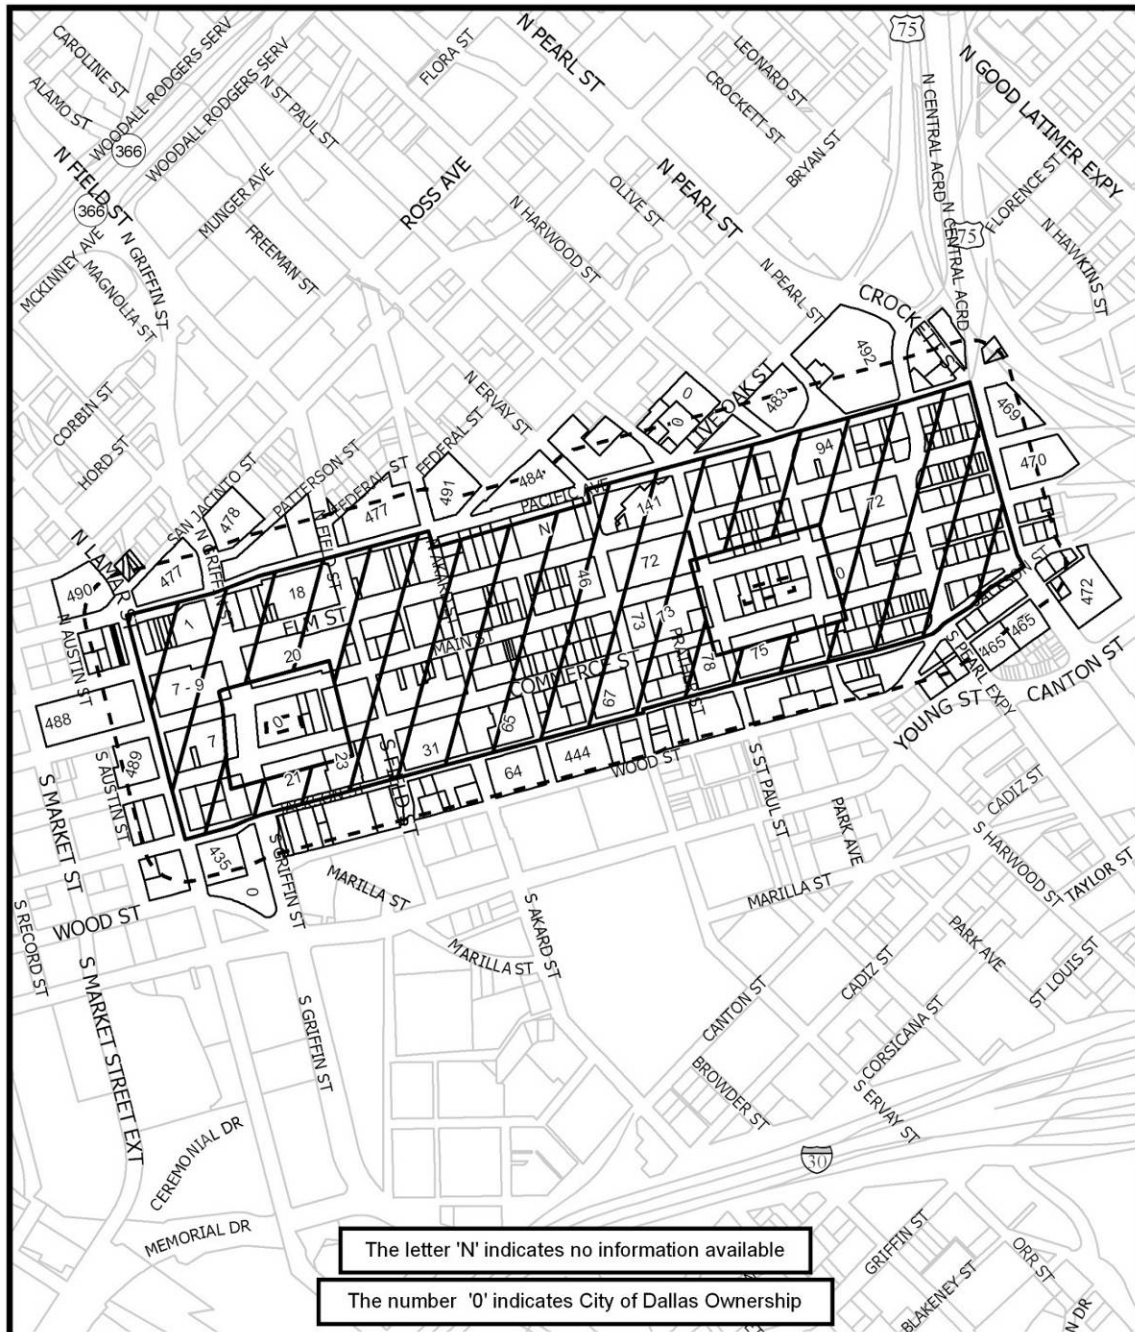 CAROLINE ST
ALAMO ST
WOODALL RODGERS SERV
WOODALL RODGERS SERV
366
N FIELD ST
366
MCKINNEY AVE
N GRIFFIN ST
MAGNOLIA ST
MUNGER AVE
FREEMAN ST
N ST PAUL ST
FLORA ST
ROSS AVE
N PEARL ST
LEONARD ST
CROCKETT ST
BRYAN ST
75
N CENTRAL ACRD
N GOOD LATIMER EXPY
FLORENCE ST
75
N CENTRAL ACRD
N HAWKINS ST
OLIVE ST
N PEARL ST
N HARWOOD ST
N PEARL ST
CORBIN ST
HORD ST
N ERVAY ST
SAN JACINTO ST
PATTERSON ST
FEDERAL ST
FEDERAL ST
478
477
491
484
0
0
483
492
469
470
472
465
465
N LAMAR
N GRIFFIN ST
N FIELD ST
477
490
N AUSTIN ST
488
489
S AUSTIN ST
PACIFIC AVE
N
141
94
72
72
46
73
73
78
75
0
18
1
ELM ST
20
7 - 9
7
0
21
23
31
MAIN ST
COMMERCE ST
65
67
64
444
WOOD ST
S GRIFFIN ST
435
0
MARILLA ST
MARILLA ST
S AKARD ST
S GRIFFIN ST
S MARKET ST
WOOD ST
S RECORD ST
S MARKET STREET EXT
CEREMONIAL DR
MEMORIAL DR
S PEARL EXPY
YOUNG ST
CANTON ST
S ST PAUL ST
PARK AVE
CADIZ ST
S HARWOOD ST
TAYLOR ST
MARILLA ST
PARK AVE
ST LOUIS ST
CANTON ST
CADIZ ST
CORSICANA ST
BROWDER ST
S ERVAY ST
30
GRIFFIN ST
ORR ST
BLAKENEY ST
N DR
The letter 'N' indicates no information available
The number '0' indicates City of Dallas Ownership